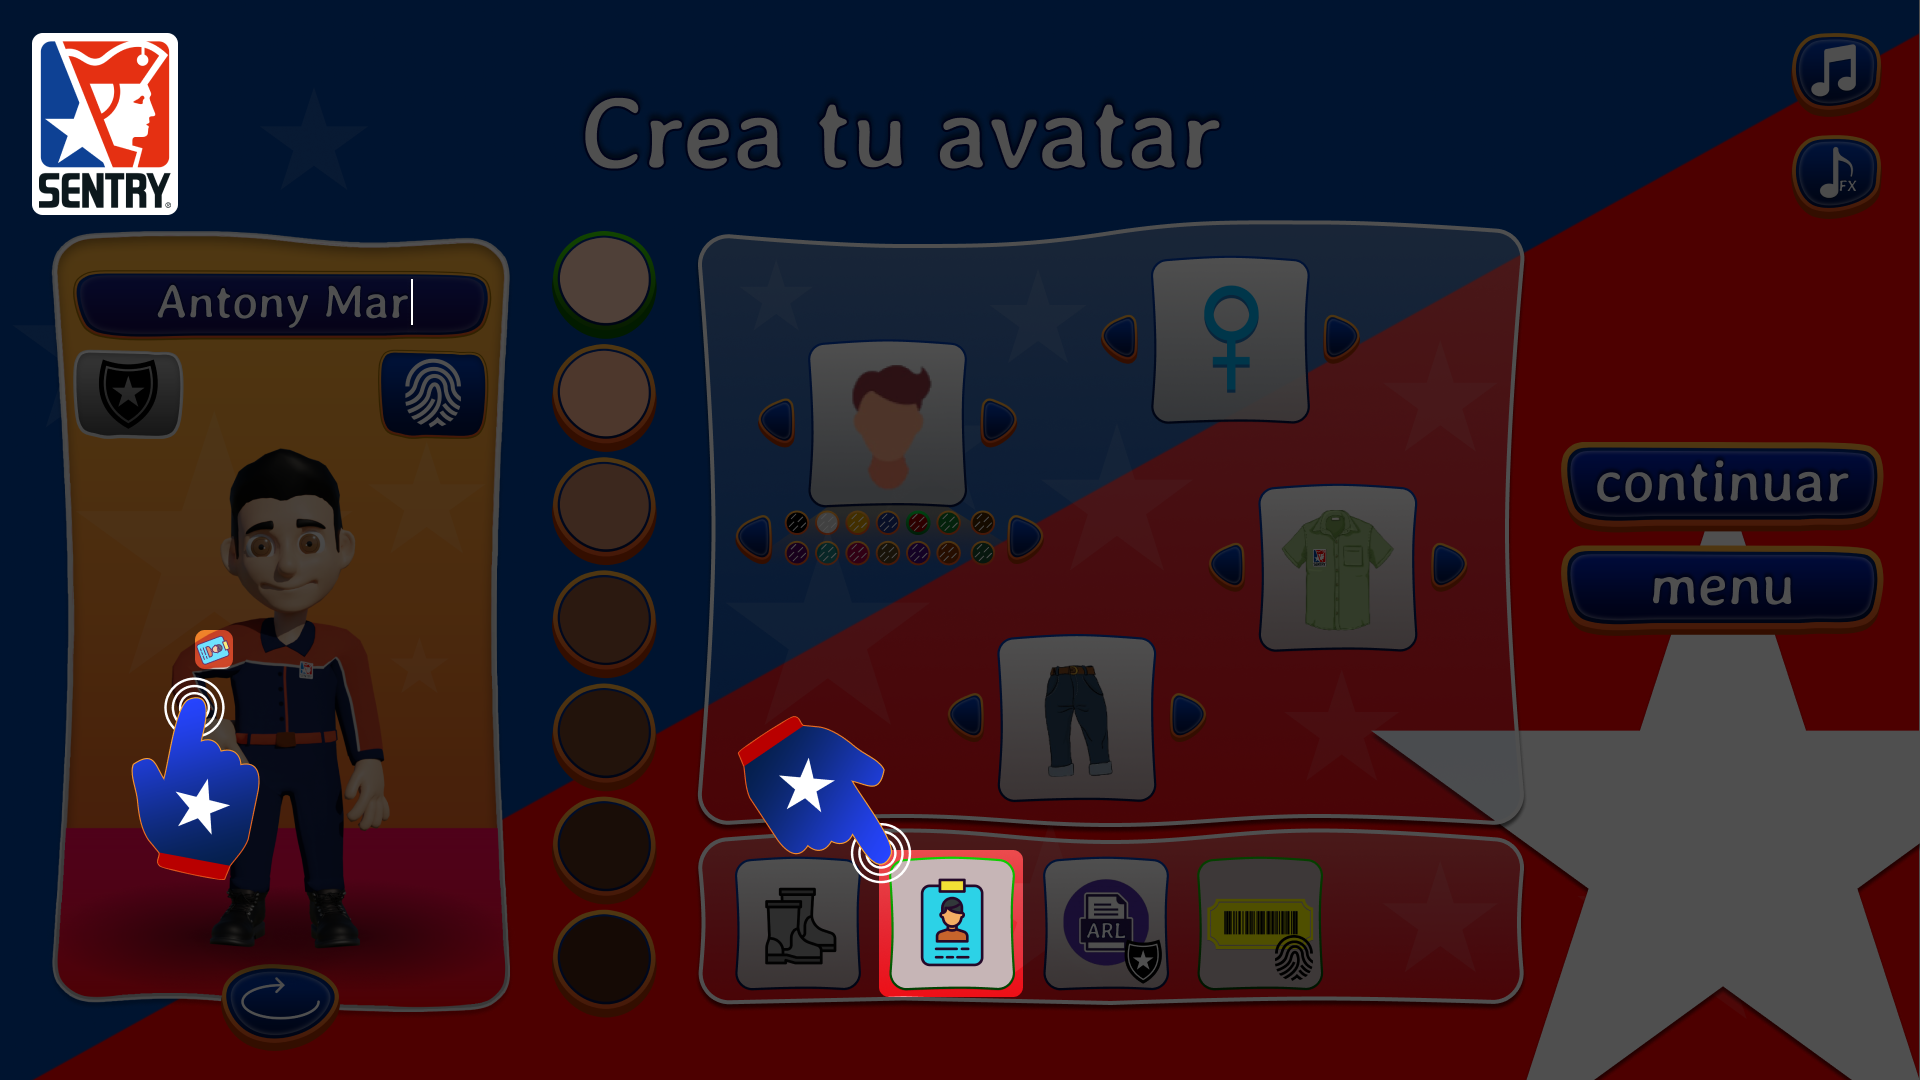 SENTRY®
Crea tu avatar
FX
Antony Mar
continuar
menu
ARL